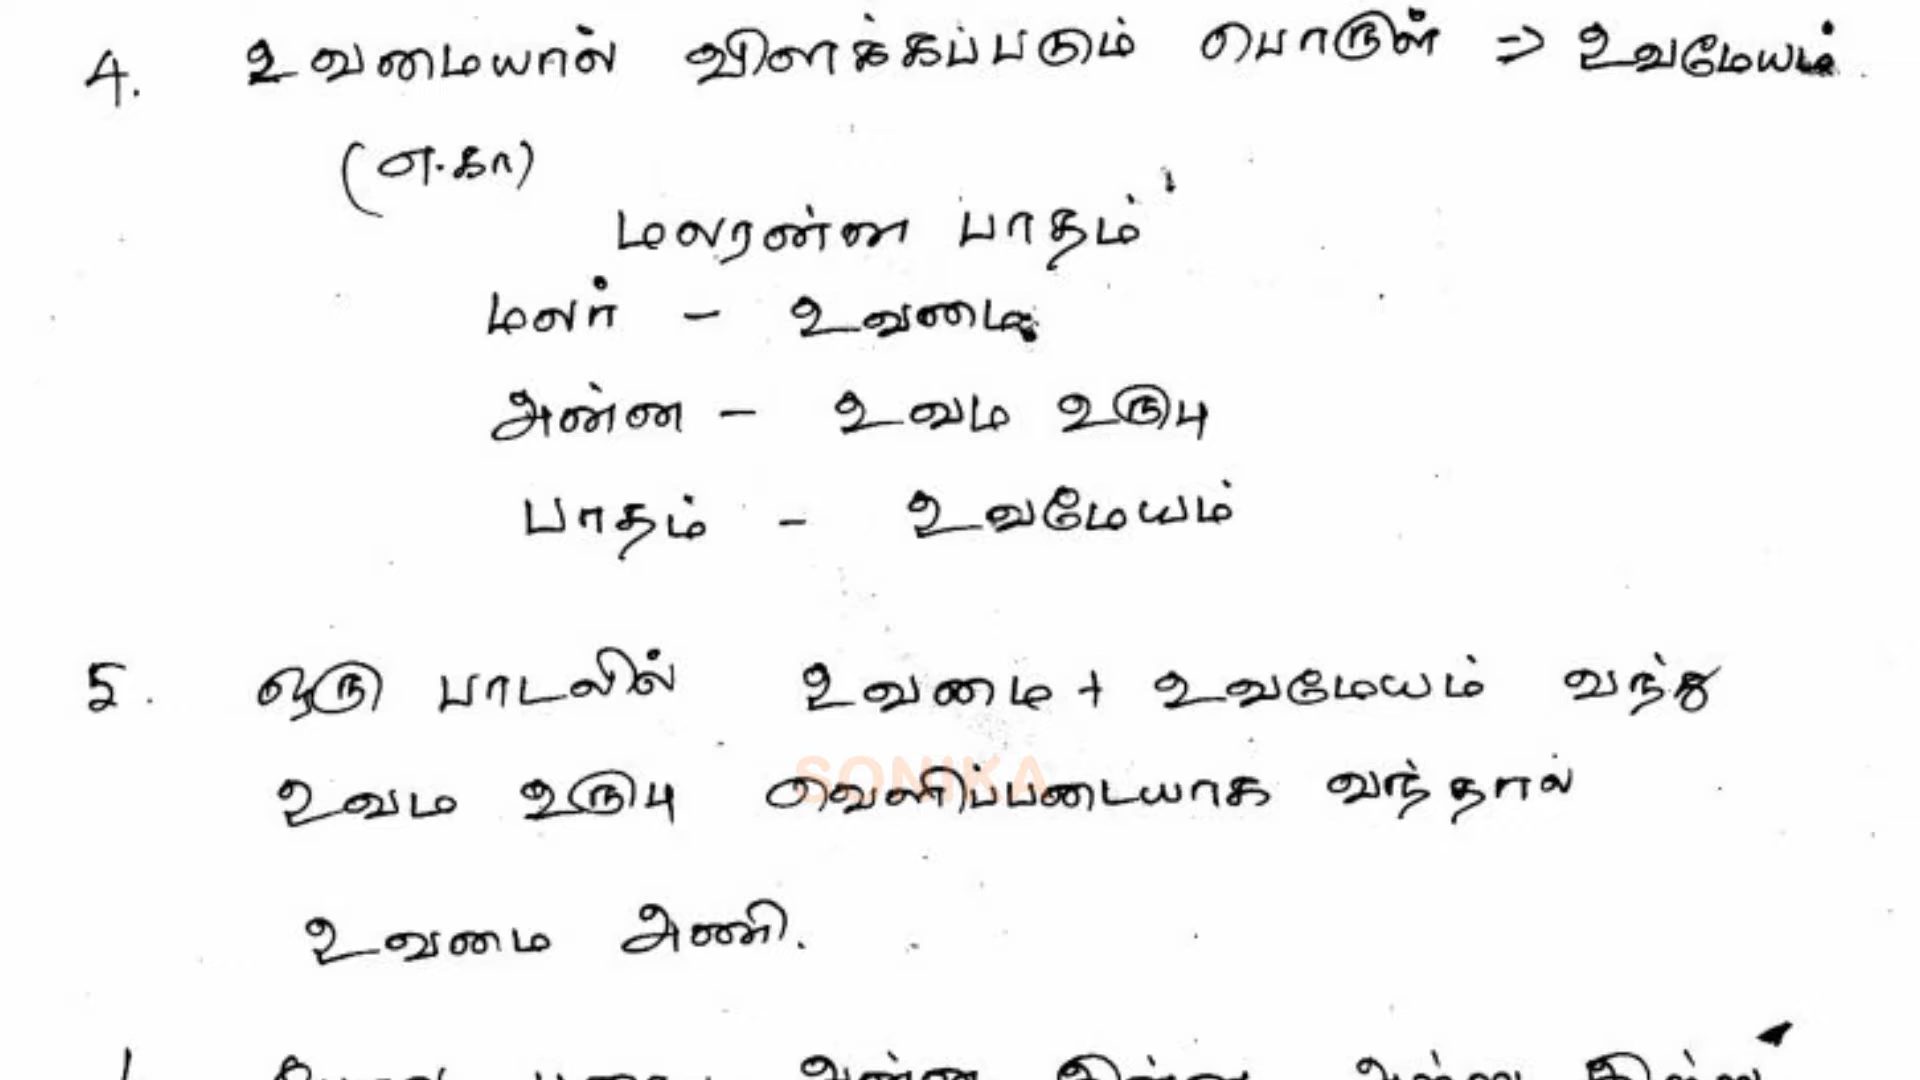 4. உவமையால் விளக்கப்படும் பொருள் => உவமேயம்
(எ.கா)
மலரன்ன பாதம்
மலர் - உவமை
அன்ன - உவம உருபு
பாதம் - உவமேயம்
5. ஒரு பாடலில் உவமை + உவமேயம் வந்து
SONIKA
உவம உருபு வெளிப்படையாக வந்தால்
உவமை அணி.